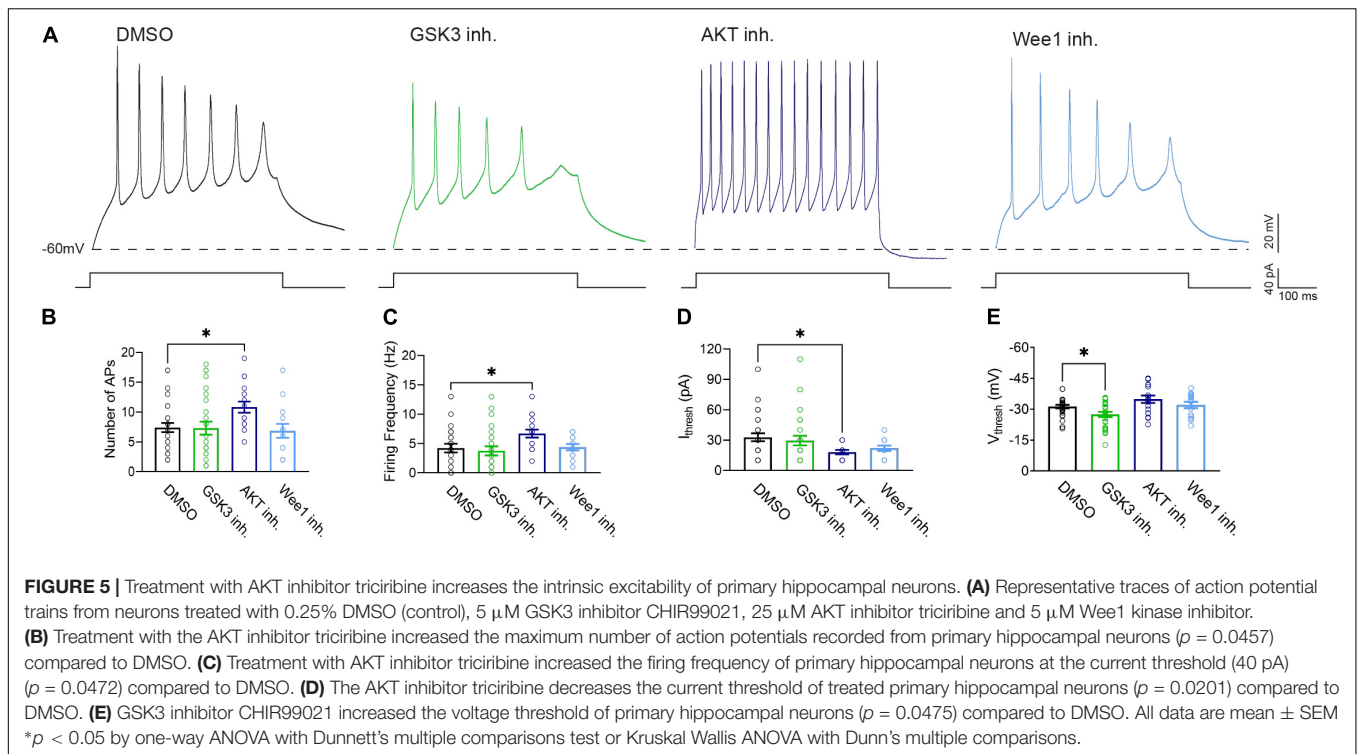 A
DMSO
GSK3 inh.
AKT inh.
Wee1 inh.
-60mV
20 mV
40 pA
100 ms
B
*
Number of APs
20
15
10
5
0
DMSO
GSK3 inh.
AKT inh.
Wee1 inh.
C
*
Firing Frequency (Hz)
20
15
10
5
0
DMSO
GSK3 inh.
AKT inh.
Wee1 inh.
D
*
Ithresh (pA)
120
90
60
30
0
DMSO
GSK3 inh.
AKT inh.
Wee1 inh.
E
*
Vthresh (mV)
-60
-45
-30
-15
0
DMSO
GSK3 inh.
AKT inh.
Wee1 inh.
FIGURE 5 | Treatment with AKT inhibitor triciribine increases the intrinsic excitability of primary hippocampal neurons. (A) Representative traces of action potential
trains from neurons treated with 0.25% DMSO (control), 5 μM GSK3 inhibitor CHIR99021, 25 μM AKT inhibitor triciribine and 5 μM Wee1 kinase inhibitor.
(B) Treatment with the AKT inhibitor triciribine increased the maximum number of action potentials recorded from primary hippocampal neurons (p = 0.0457)
compared to DMSO. (C) Treatment with AKT inhibitor triciribine increased the firing frequency of primary hippocampal neurons at the current threshold (40 pA)
(p = 0.0472) compared to DMSO. (D) The AKT inhibitor triciribine decreases the current threshold of treated primary hippocampal neurons (p = 0.0201) compared to
DMSO. (E) GSK3 inhibitor CHIR99021 increased the voltage threshold of primary hippocampal neurons (p = 0.0475) compared to DMSO. All data are mean ± SEM
*p < 0.05 by one-way ANOVA with Dunnett's multiple comparisons test or Kruskal Wallis ANOVA with Dunn's multiple comparisons.